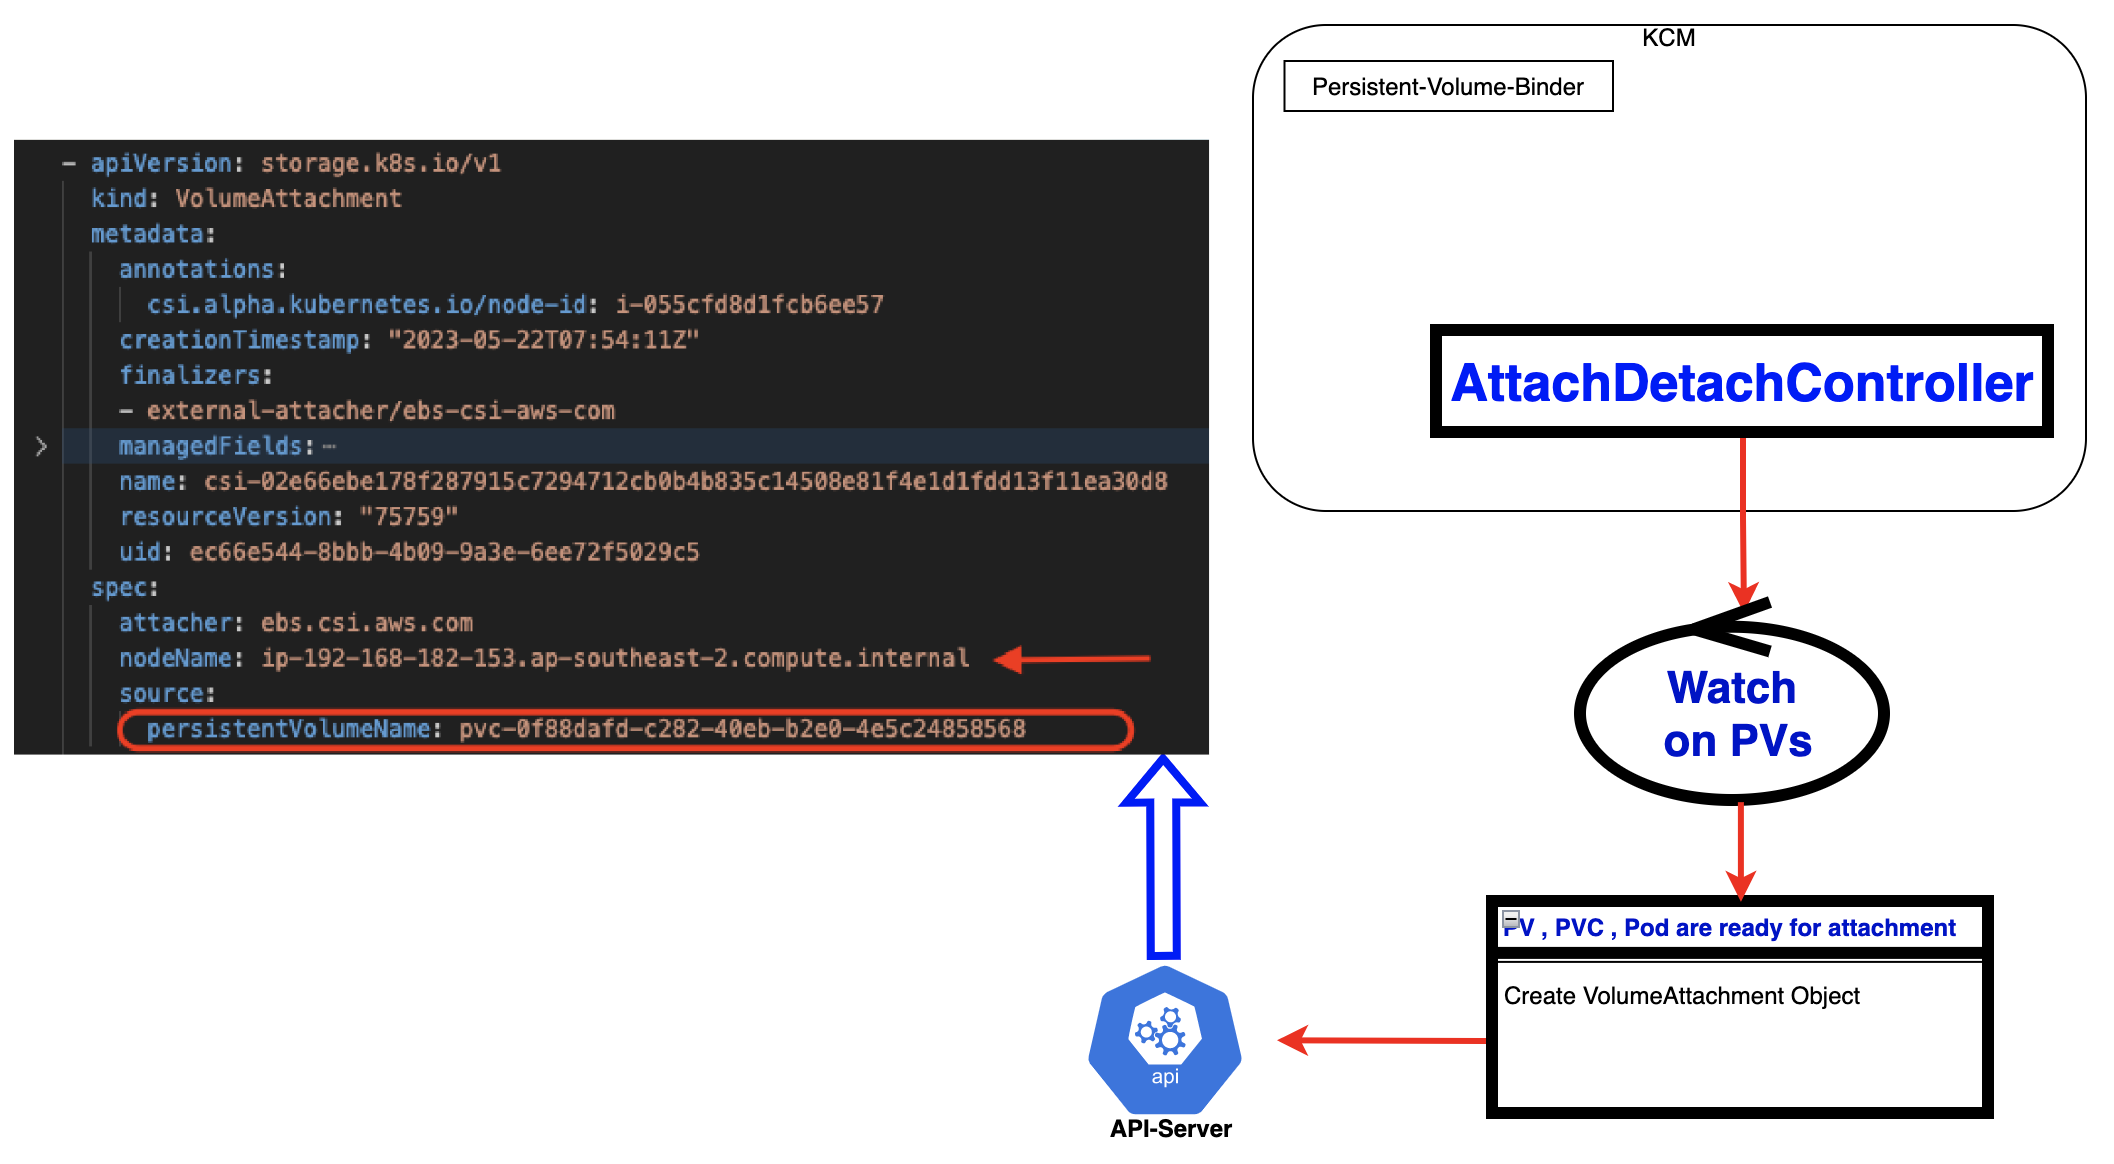 KCM
Persistent-Volume-Binder
– apiVersion: storage.k8s.io/v1
kind: VolumeAttachment
metadata:
annotations:
csi.alpha.kubernetes.io/node-id: i-055cfd8d1fcb6ee57
creationTimestamp: "2023-05-22T07:54:11Z"
finalizers:
– external-attacher/ebs-csi-aws-com
managedFields: ⋯
name: csi-02e66ebe178f287915c7294712cb0b4b835c14508e81f4e1d1fdd13f11ea30d8
resourceVersion: "75759"
uid: ec66e544-8bbb-4b09-9a3e-6ee72f5029c5
spec:
attacher: ebs.csi.aws.com
nodeName: ip-192-168-182-153.ap-southeast-2.compute.internal
source:
persistentVolumeName: pvc-0f88dafd-c282-40eb-b2e0-4e5c24858568
AttachDetachController
Watch
on PVs
PV , PVC , Pod are ready for attachment
Create VolumeAttachment Object
api
API-Server